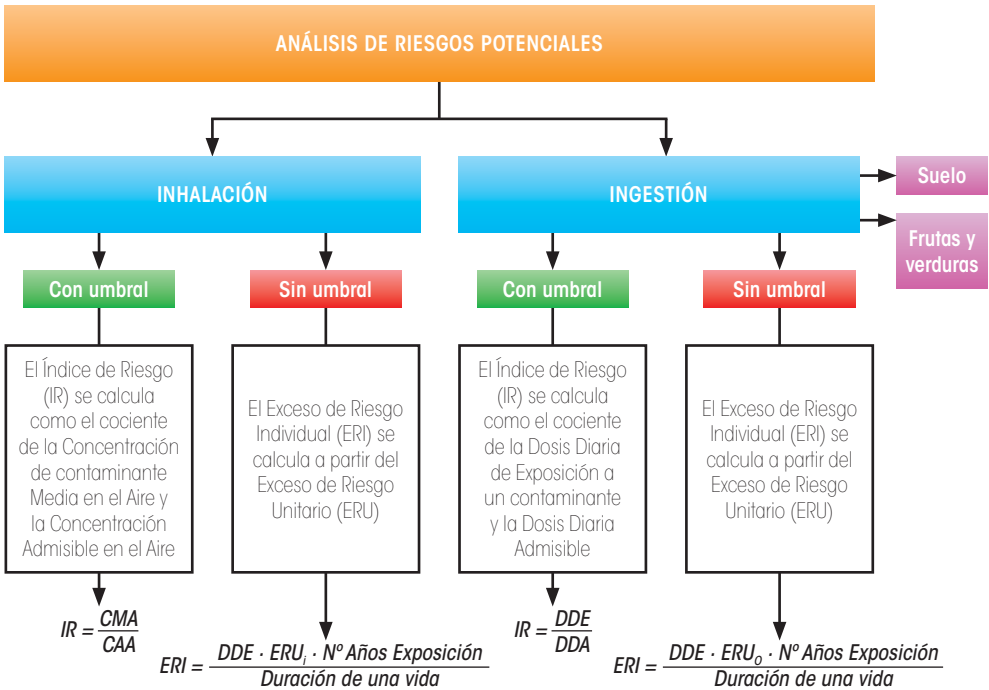 ANÁLISIS DE RIESGOS POTENCIALES
INHALACIÓN
INGESTIÓN
Suelo
Frutas y
verduras
Con umbral
Sin umbral
Con umbral
Sin umbral
El Índice de Riesgo
(IR) se calcula
como el cociente
de la Concentración
de contaminante
Media en el Aire y
la Concentración
Admisible en el Aire
El Exceso de Riesgo
Individual (ERI) se
calcula a partir del
Exceso de Riesgo
Unitario (ERU)
El Índice de Riesgo
(IR) se calcula
como el cociente
de la Dosis Diaria
de Exposición a
un contaminante
y la Dosis Diaria
Admisible
El Exceso de Riesgo
Individual (ERI) se
calcula a partir del
Exceso de Riesgo
Unitario (ERU)
IR = CMA / CAA
ERI = DDE · ERUᵢ · Nº Años Exposición / Duración de una vida
IR = DDE / DDA
ERI = DDE · ERUₒ · Nº Años Exposición / Duración de una vida